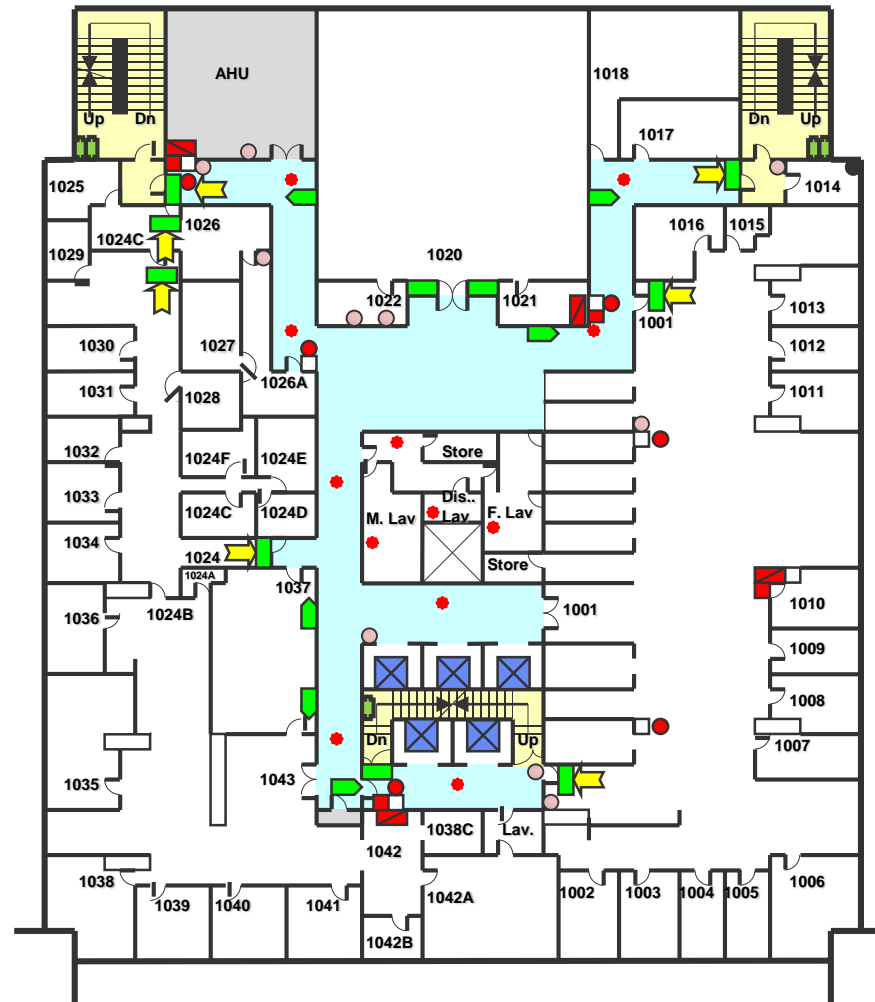 AHU
1018
Up
Dn
Dn
Up
1017
1025
1014
1024C
1026
1016
1015
1029
1020
1022
1021
1001
1013
1030
1027
1012
1031
1026A
1011
1028
1032
1024F
1024E
Store
1033
1024C
1024D
M. Lav
Dis..
Lav
F. Lav
1034
1024
Store
1024A
1037
1036
1024B
1001
1010
1009
1008
Dn
Up
1007
1035
1043
1042
1038C
Lav.
1038
1039
1040
1041
1042A
1042B
1002
1003
1004
1005
1006